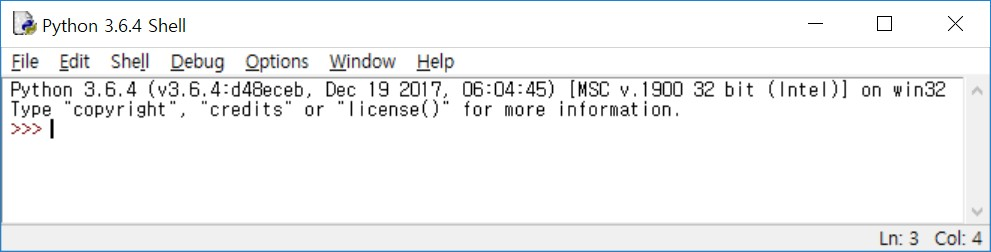 Python 3.6.4 Shell
File Edit Shell Debug Options Window Help
Python 3.6.4 (v3.6.4:d48eceb, Dec 19 2017, 06:04:45) [MSC v.1900 32 bit (Intel)] on win32
Type "copyright", "credits" or "license()" for more information.
>>>
Ln: 3 Col: 4